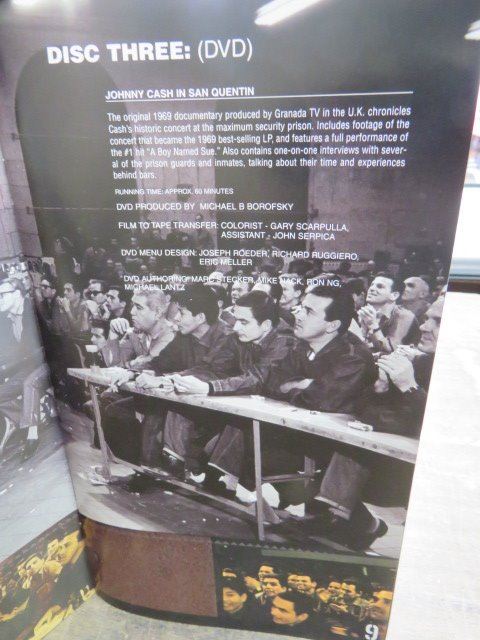 DISC THREE: (DVD)
JOHNNY CASH IN SAN QUENTIN
The original 1969 documentary produced by Granada TV in the U.K. chronicles
Cash's historic concert at the maximum security prison. Includes footage of the
concert that became the 1969 best-selling LP, and features a full performance of
the #1 hit "A Boy Named Sue." Also contains one-on-one interviews with sever-
al of the prison guards and inmates, talking about their time and experiences
behind bars.
RUNNING TIME: APPROX. 60 MINUTES
DVD PRODUCED BY MICHAEL B BOROFSKY
FILM TO TAPE TRANSFER: COLORIST - GARY SCARPULLA,
ASSISTANT - JOHN SERPICA
DVD MENU DESIGN: JOSEPH ROEDER, RICHARD RUGGIERO,
ERIC MELLER
DVD AUTHORING: MARC STECKER, MIKE NACK, RON NG,
MICHAEL LANTZ
9